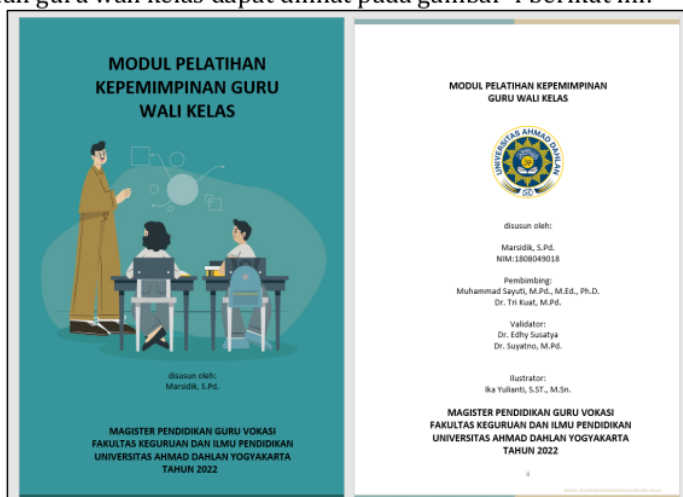 guru wali kelas dapat dilihat pada gambar 4 berikut ini.
MODUL PELATIHAN
KEPEMIMPINAN GURU
WALI KELAS
disusun oleh:
Marsidik, S.Pd.
MAGISTER PENDIDIKAN GURU VOKASI
FAKULTAS KEGURUAN DAN ILMU PENDIDIKAN
UNIVERSITAS AHMAD DAHLAN YOGYAKARTA
TAHUN 2022
MODUL PELATIHAN KEPEMIMPINAN
GURU WALI KELAS
UNIVERSITAS AHMAD DAHLAN
disusun oleh:
Marsidik, S.Pd.
NIM:1808049018
Pembimbing:
Muhammad Sayuti, M.Pd., M.Ed., Ph.D.
Dr. Tri Kuat, M.Pd.
Validator:
Dr. Edhy Susatya
Dr. Suyatno, M.Pd.
Ilustrator:
Ika Yulianti, S.ST., M.Sn.
MAGISTER PENDIDIKAN GURU VOKASI
FAKULTAS KEGURUAN DAN ILMU PENDIDIKAN
UNIVERSITAS AHMAD DAHLAN YOGYAKARTA
TAHUN 2022
ii